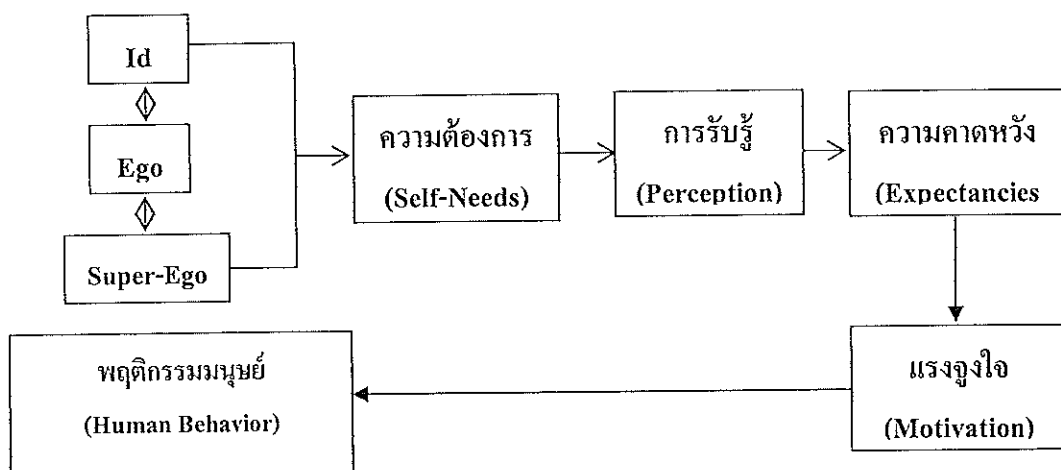 Id
Ego
Super-Ego
ความต้องการ
(Self-Needs)
การรับรู้
(Perception)
ความคาดหวัง
(Expectancies
แรงจูงใจ
(Motivation)
พฤติกรรมมนุษย์
(Human Behavior)